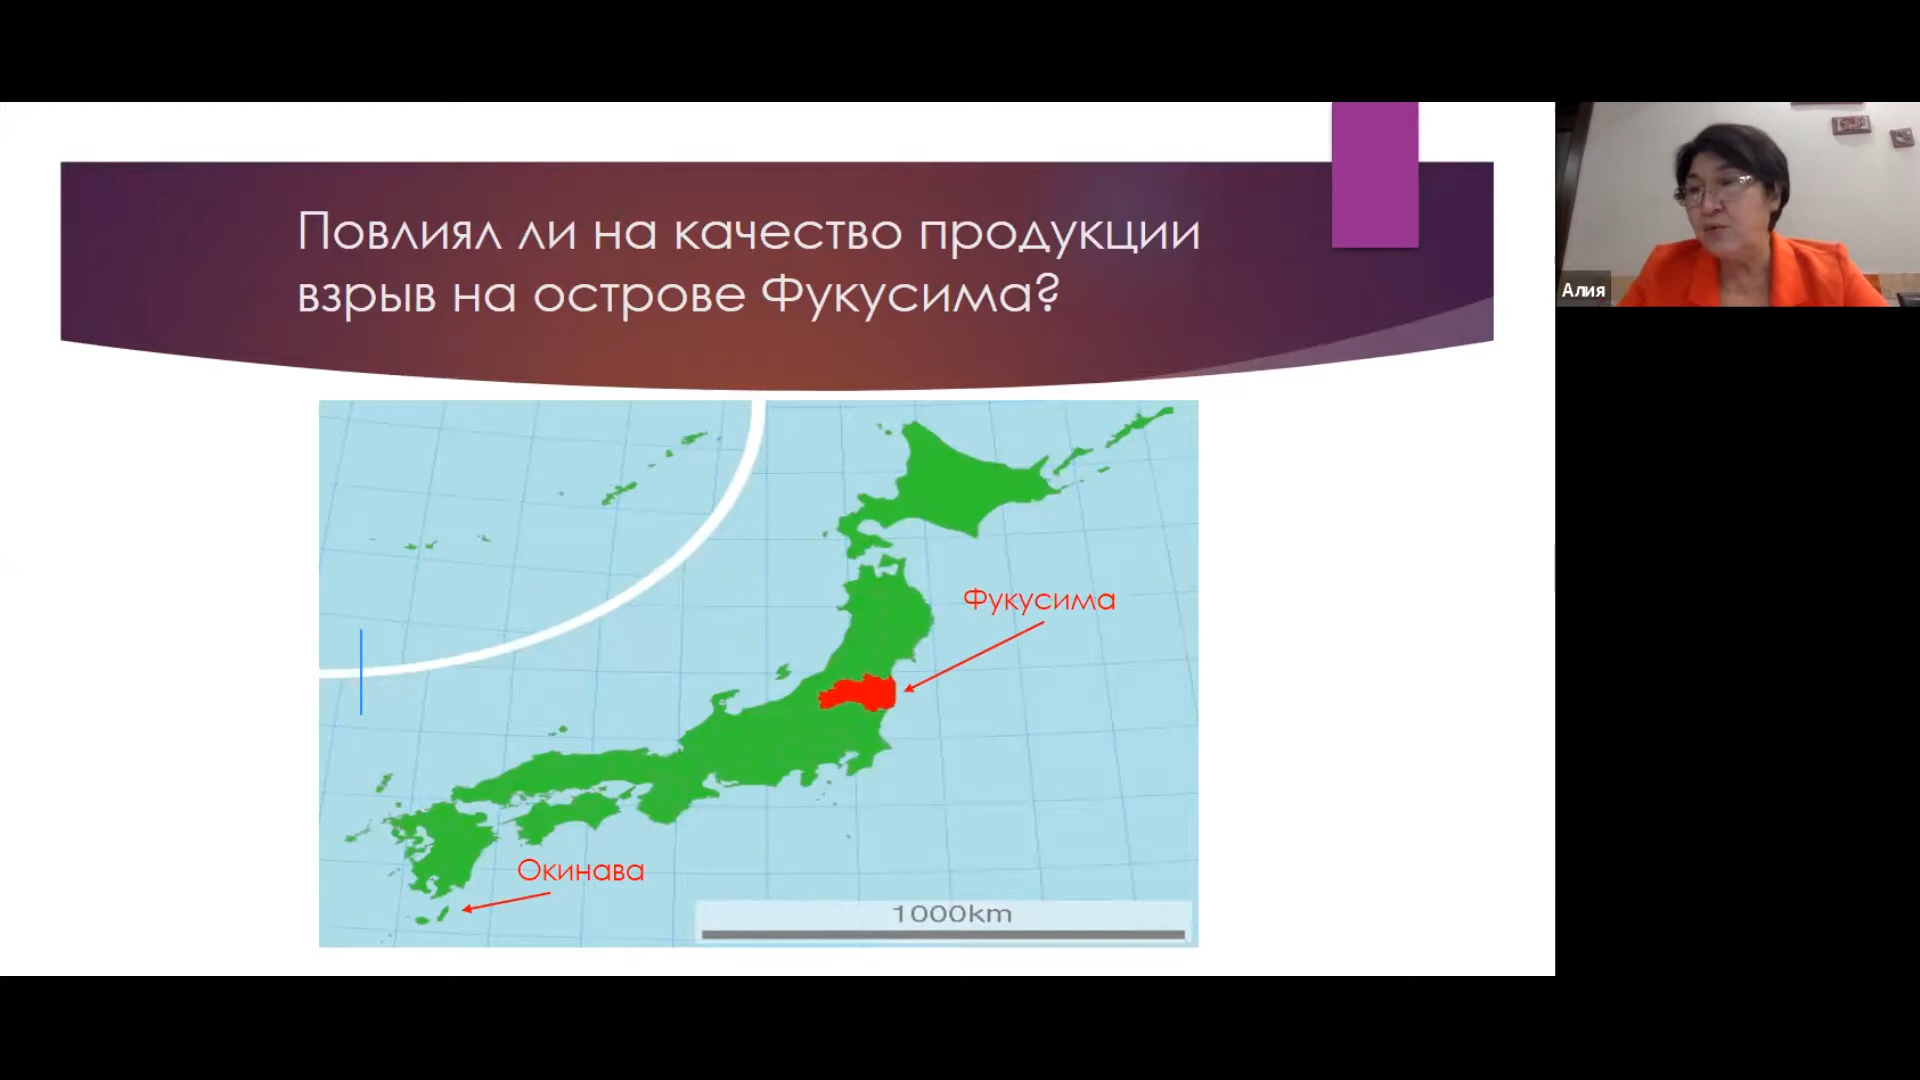 Повлиял ли на качество продукции
взрыв на острове Фукусима?
Алия
Фукусима
Окинава
1000km